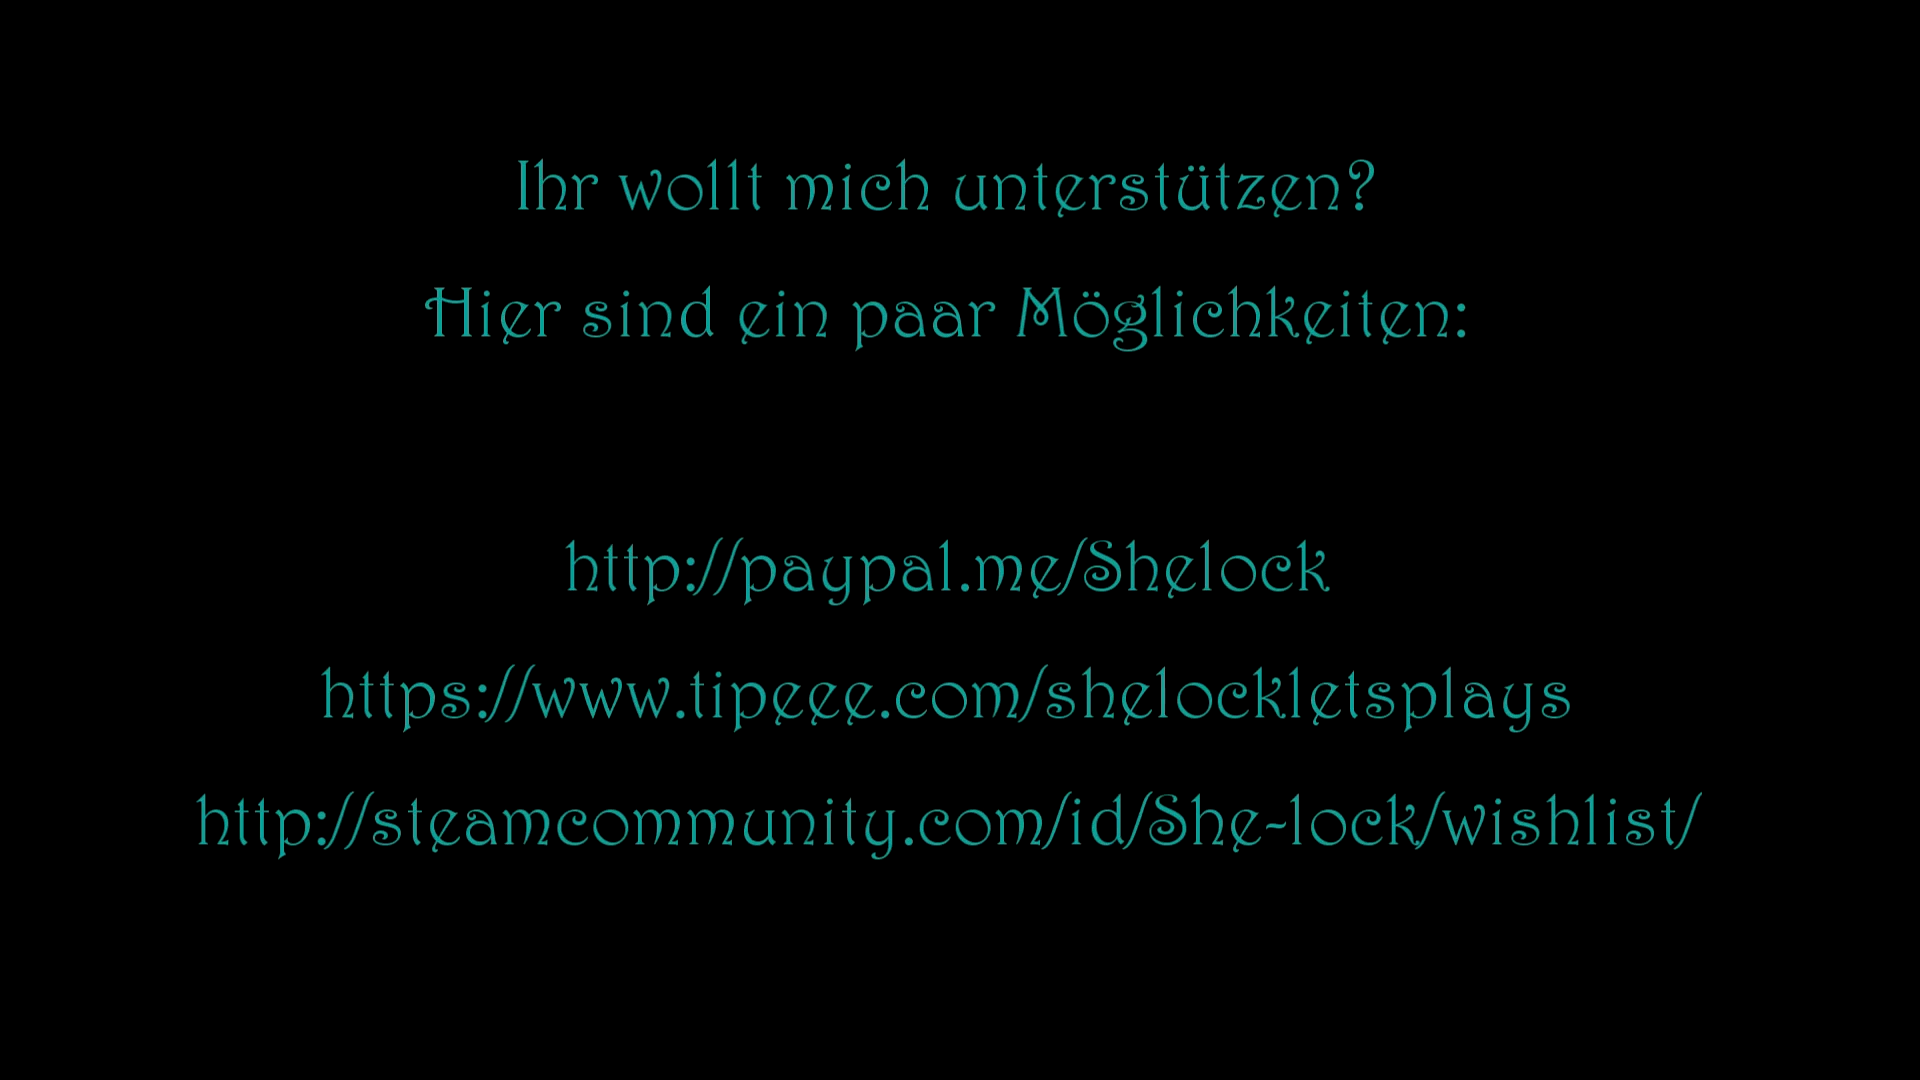 Ihr wollt mich unterstützen?
Hier sind ein paar Möglichkeiten:
http://paypal.me/Shelock
https://www.tipeee.com/shelockletsplays
http://steamcommunity.com/id/She-lock/wishlist/